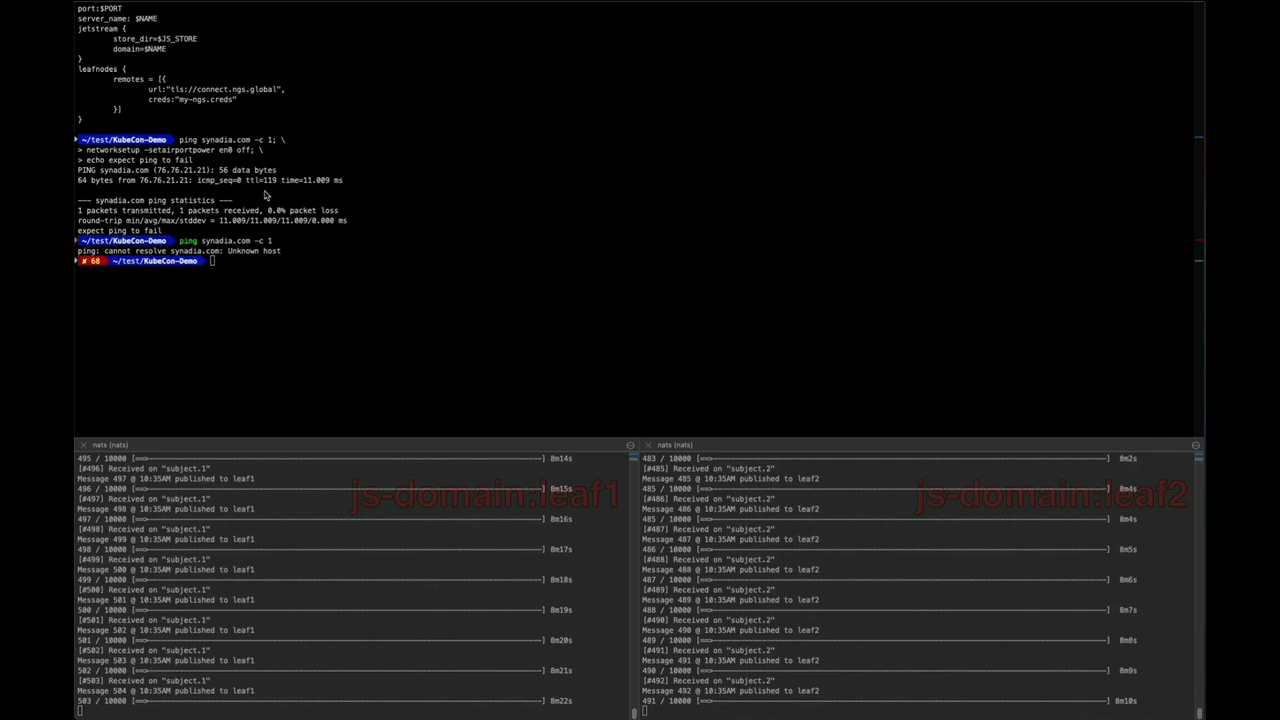 port:$PORT
server_name: $NAME
jetstream {
store_dir=$JS_STORE
domain=$NAME
}
leafnodes {
remotes = [{
url:"tls://connect.ngs.global",
creds:"my-ngs.creds"
}]
}
~/test/KubeCon-Demo ping synadia.com -c 1; \
> networksetup -setairportpower en0 off; \
> echo expect ping to fail
PING synadia.com (76.76.21.21): 56 data bytes
64 bytes from 76.76.21.21: icmp_seq=0 ttl=119 time=11.009 ms
--- synadia.com ping statistics ---
1 packets transmitted, 1 packets received, 0.0% packet loss
round-trip min/avg/max/stddev = 11.009/11.009/11.009/0.000 ms
expect ping to fail
~/test/KubeCon-Demo ping synadia.com -c 1
ping: cannot resolve synadia.com: Unknown host
✘ 68 ~/test/KubeCon-Demo
nats (nats)
495 / 10000 [==>---] 8m14s
[#496] Received on "subject.1"
Message 497 @ 10:35AM published to leaf1
496 / 10000 [==>---] 8m15s
[#497] Received on "subject.1"
Message 498 @ 10:35AM published to leaf1
497 / 10000 [==>---] 8m16s
[#498] Received on "subject.1"
Message 499 @ 10:35AM published to leaf1
498 / 10000 [==>---] 8m17s
[#499] Received on "subject.1"
Message 500 @ 10:35AM published to leaf1
499 / 10000 [==>---] 8m18s
[#500] Received on "subject.1"
Message 501 @ 10:35AM published to leaf1
500 / 10000 [==>---] 8m19s
[#501] Received on "subject.1"
Message 502 @ 10:35AM published to leaf1
501 / 10000 [==>---] 8m20s
[#502] Received on "subject.1"
Message 503 @ 10:35AM published to leaf1
502 / 10000 [==>---] 8m21s
[#503] Received on "subject.1"
Message 504 @ 10:35AM published to leaf1
503 / 10000 [==>---] 8m22s
js-domain:leaf1
nats (nats)
483 / 10000 [==>---] 8m2s
[#485] Received on "subject.2"
Message 485 @ 10:35AM published to leaf2
485 / 10000 [==>---] 8m4s
[#486] Received on "subject.2"
Message 486 @ 10:35AM published to leaf2
485 / 10000 [==>---] 8m4s
[#487] Received on "subject.2"
Message 487 @ 10:35AM published to leaf2
486 / 10000 [==>---] 8m5s
[#488] Received on "subject.2"
Message 488 @ 10:35AM published to leaf2
487 / 10000 [==>---] 8m6s
[#489] Received on "subject.2"
Message 489 @ 10:35AM published to leaf2
488 / 10000 [==>---] 8m7s
[#490] Received on "subject.2"
Message 490 @ 10:35AM published to leaf2
489 / 10000 [==>---] 8m8s
[#491] Received on "subject.2"
Message 491 @ 10:35AM published to leaf2
490 / 10000 [==>---] 8m9s
[#492] Received on "subject.2"
Message 492 @ 10:35AM published to leaf2
491 / 10000 [==>---] 8m10s
js-domain:leaf2